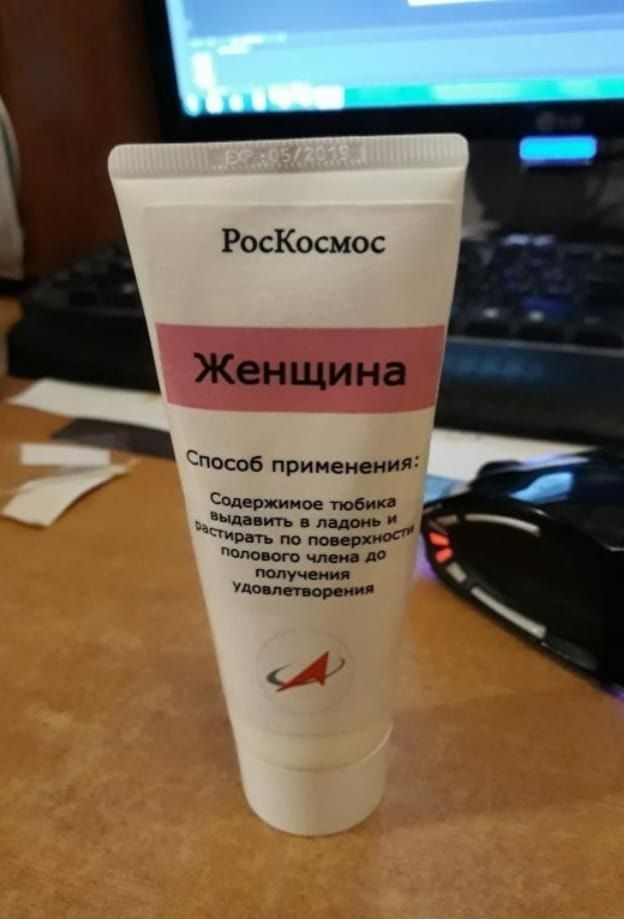 EXP.:05/2019
РосКосмос
Женщина
Способ применения:
Содержимое тюбика
выдавить в ладонь и
растирать по поверхности
полового члена до
получения
удовлетворения
LG